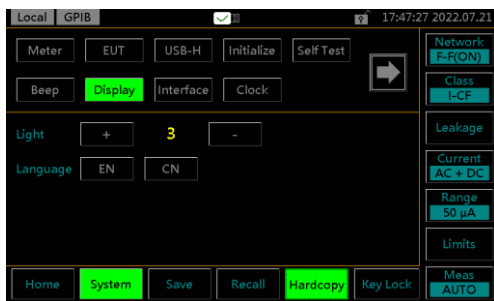 Local GPIB 17:47:27 2022.07.21
Meter EUT USB-H Initialize Self Test
Beep Display Interface Clock
Light + 3 -
Language EN CN
Network
F-F(ON)
Class
I-CF
Leakage
Current
AC + DC
Range
50 µA
Limits
Meas
AUTO
Home System Save Recall Hardcopy Key Lock